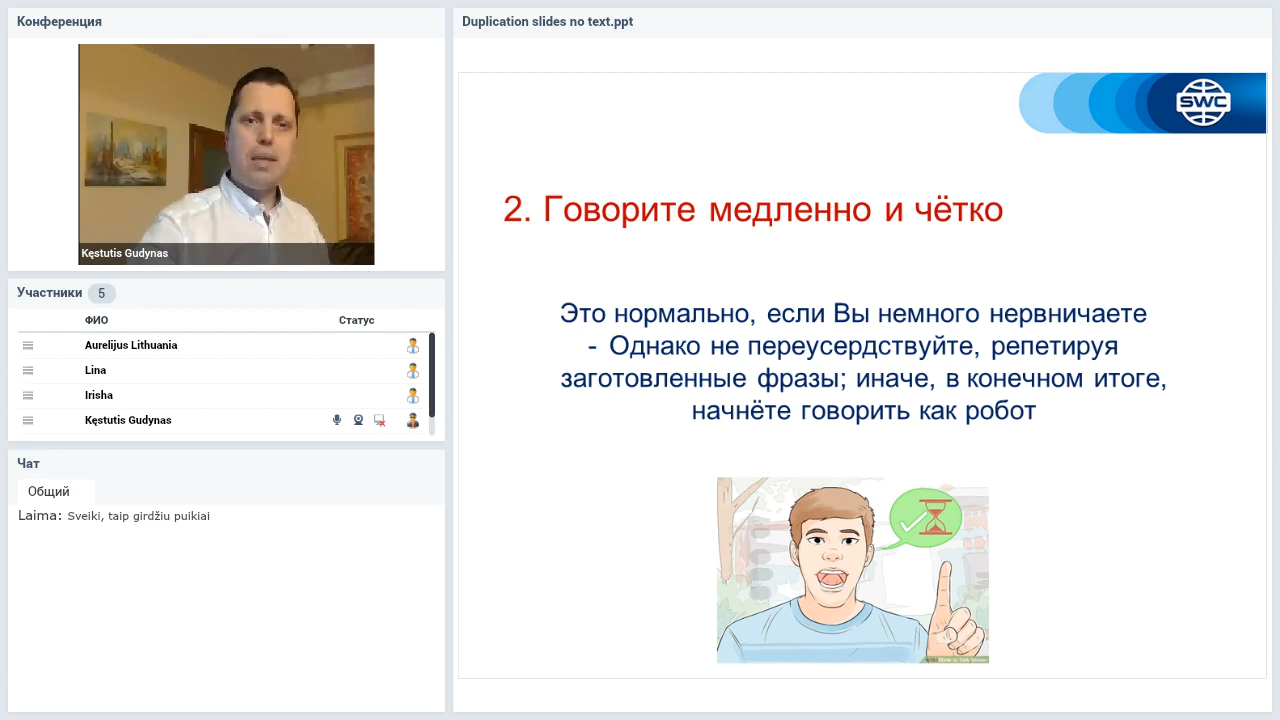 Конференция
Kęstutis Gudynas
Участники 5
ФИО Статус
Aurelijus Lithuania
Lina
Irisha
Kęstutis Gudynas
Чат
Общий
Laima: Sveiki, taip girdžiu puikiai
Duplication slides no text.ppt
SWC
2. Говорите медленно и чётко
Это нормально, если Вы немного нервничаете
- Однако не переусердствуйте, репетируя
заготовленные фразы; иначе, в конечном итоге,
начнёте говорить как робот